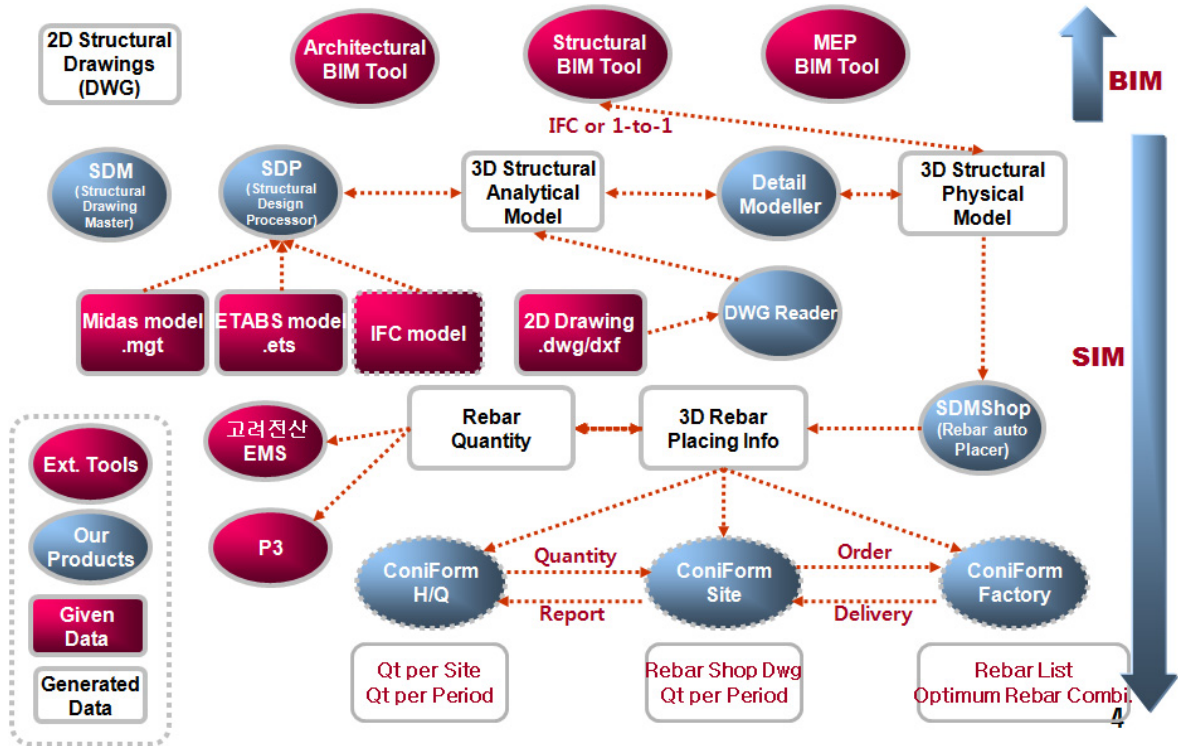 2D Structural
Drawings
(DWG)
Architectural
BIM Tool
Structural
BIM Tool
MEP
BIM Tool
BIM
IFC or 1-to-1
SDM
(Structural
Drawing
Master)
SDP
(Structural
Design
Processor)
3D Structural
Analytical
Model
Detail
Modeller
3D Structural
Physical
Model
Midas model
.mgt
ETABS model
.ets
IFC model
2D Drawing
.dwg/dxf
DWG Reader
SIM
고려전산
EMS
Rebar
Quantity
3D Rebar
Placing Info
SDMShop
(Rebar auto
Placer)
Ext. Tools
Our
Products
Given
Data
Generated
Data
P3
ConiForm
H/Q
Quantity
Report
ConiForm
Site
Order
Delivery
ConiForm
Factory
Qt per Site
Qt per Period
Rebar Shop Dwg
Qt per Period
Rebar List
Optimum Rebar Combi.
4